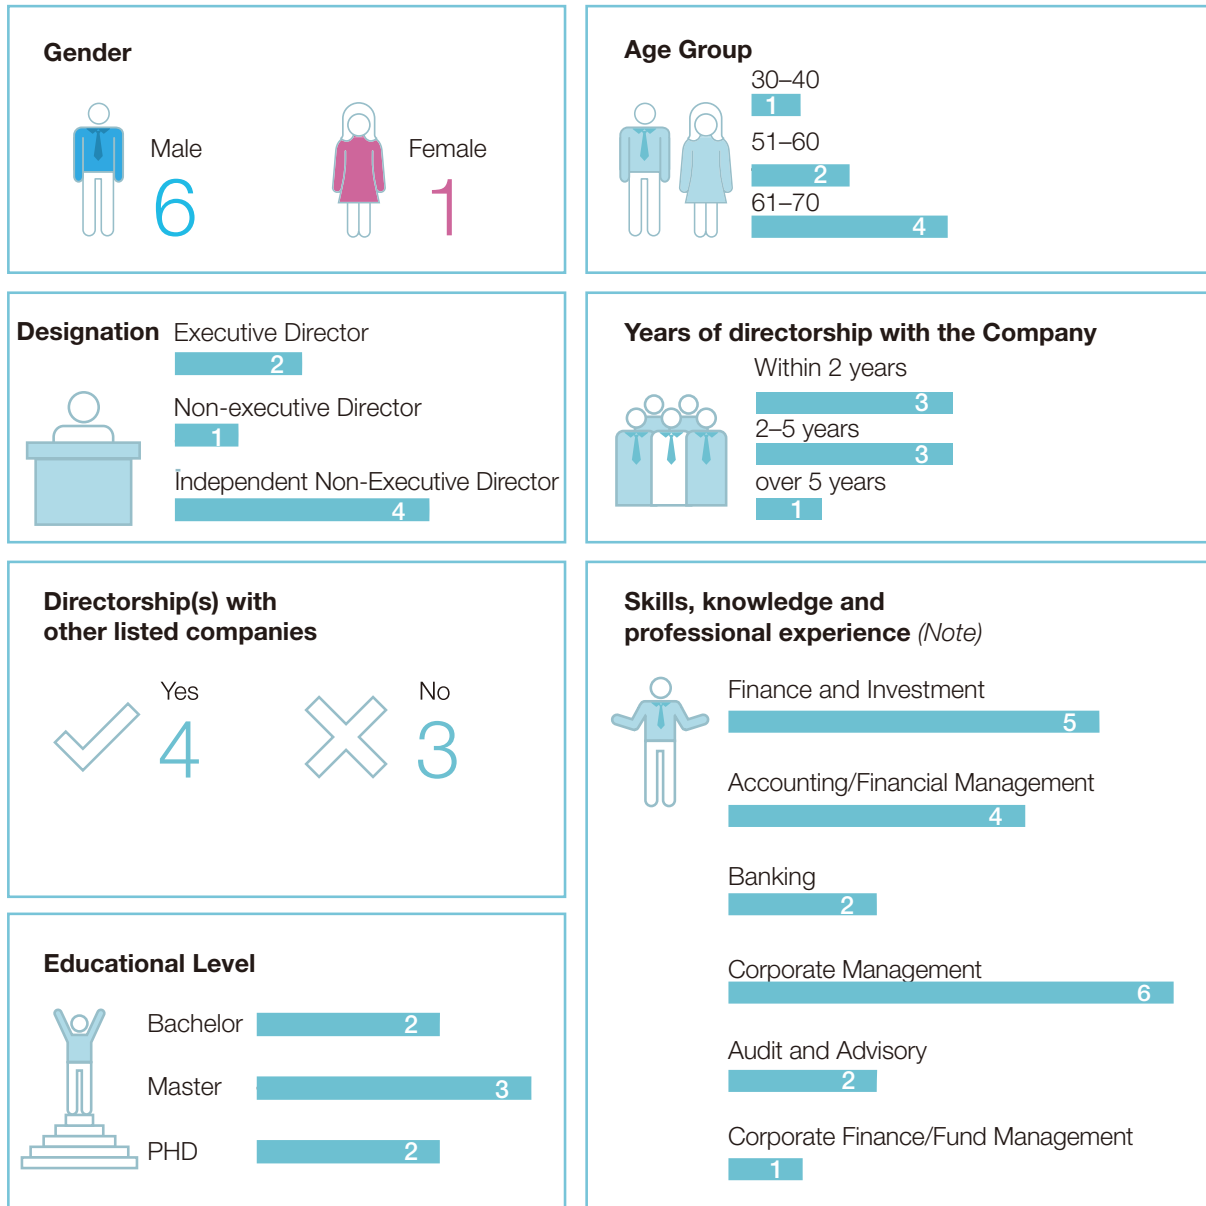 Gender
Male
6
Female
1
Age Group
30–40
1
51–60
2
61–70
4
Designation
Executive Director
2
Non-executive Director
1
Independent Non-Executive Director
4
Years of directorship with the Company
Within 2 years
3
2–5 years
3
over 5 years
1
Directorship(s) with
other listed companies
Yes
4
No
3
Skills, knowledge and
professional experience (Note)
Finance and Investment
5
Accounting/Financial Management
4
Banking
2
Corporate Management
6
Audit and Advisory
2
Corporate Finance/Fund Management
1
Educational Level
Bachelor
2
Master
3
PHD
2